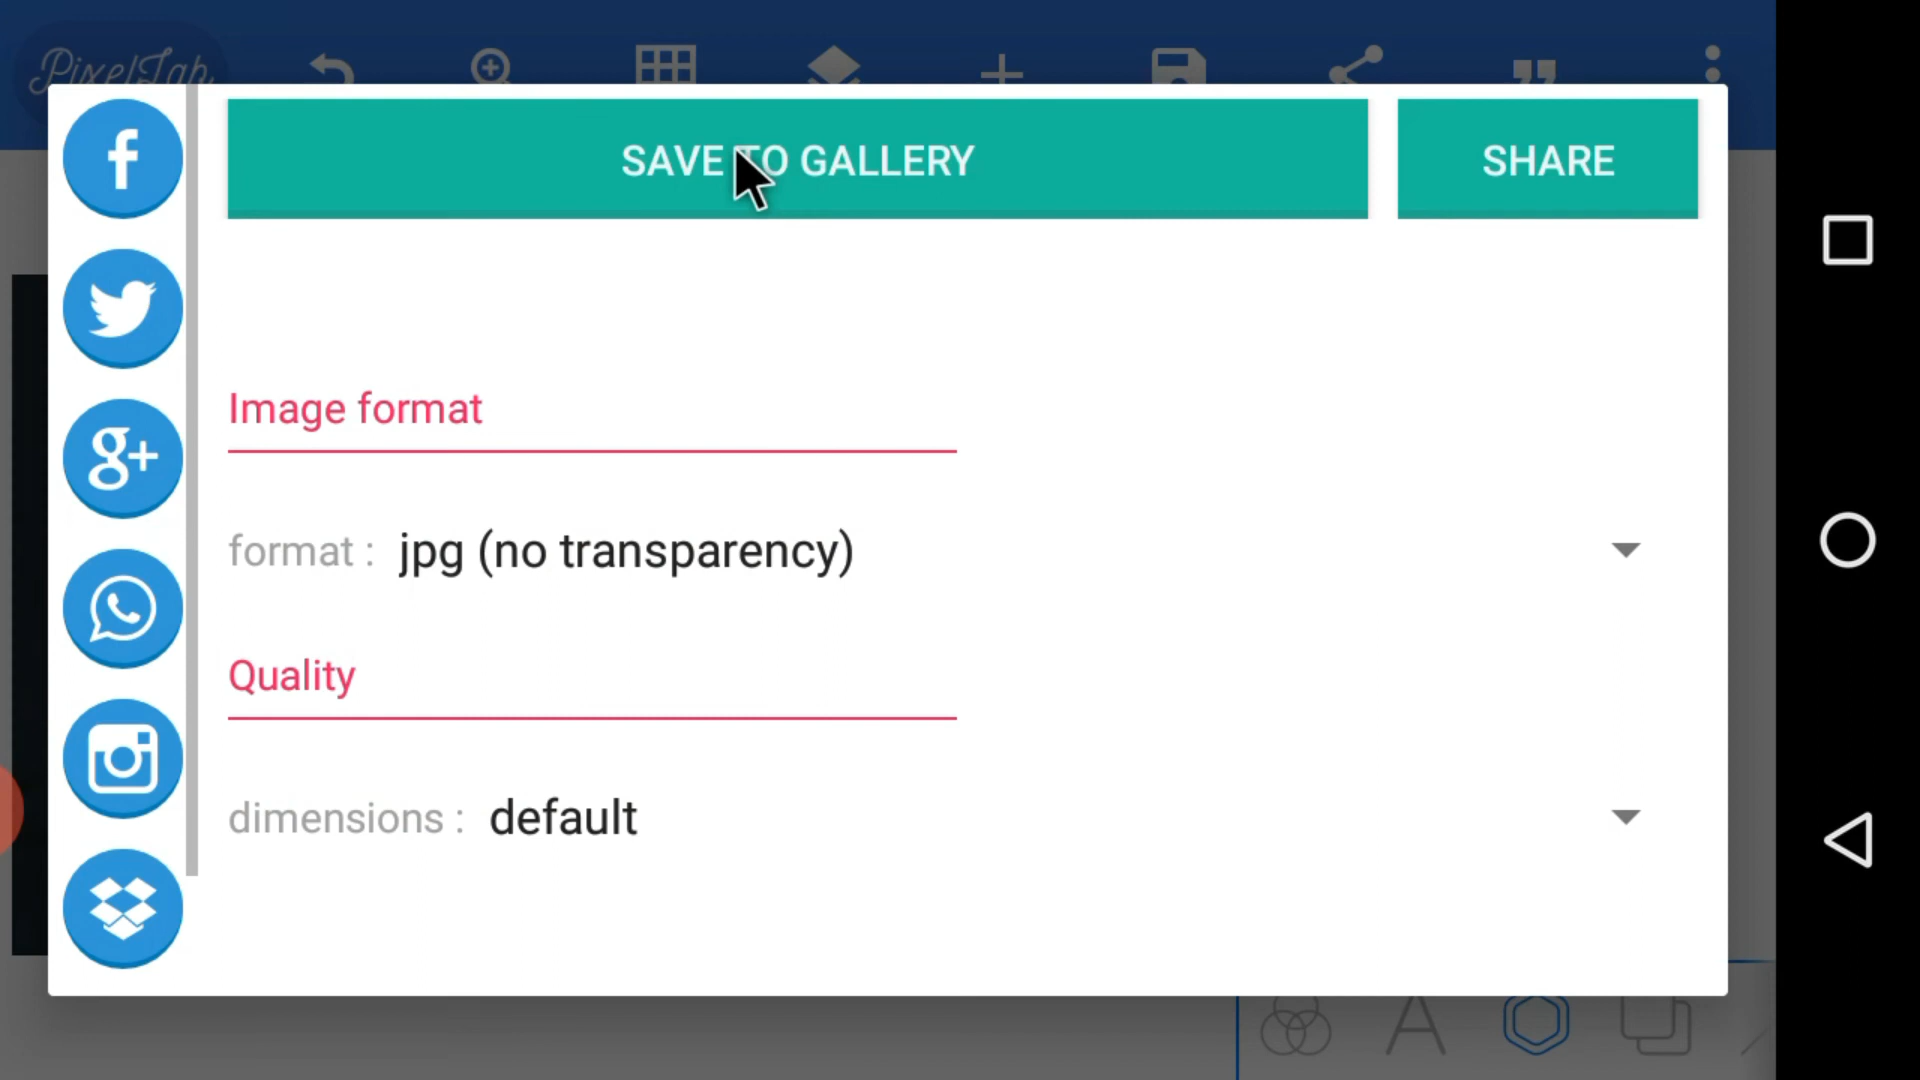 PixelLab
SAVE TO GALLERY
SHARE
f
g+
Image format
format : jpg (no transparency)
Quality
dimensions : default
A